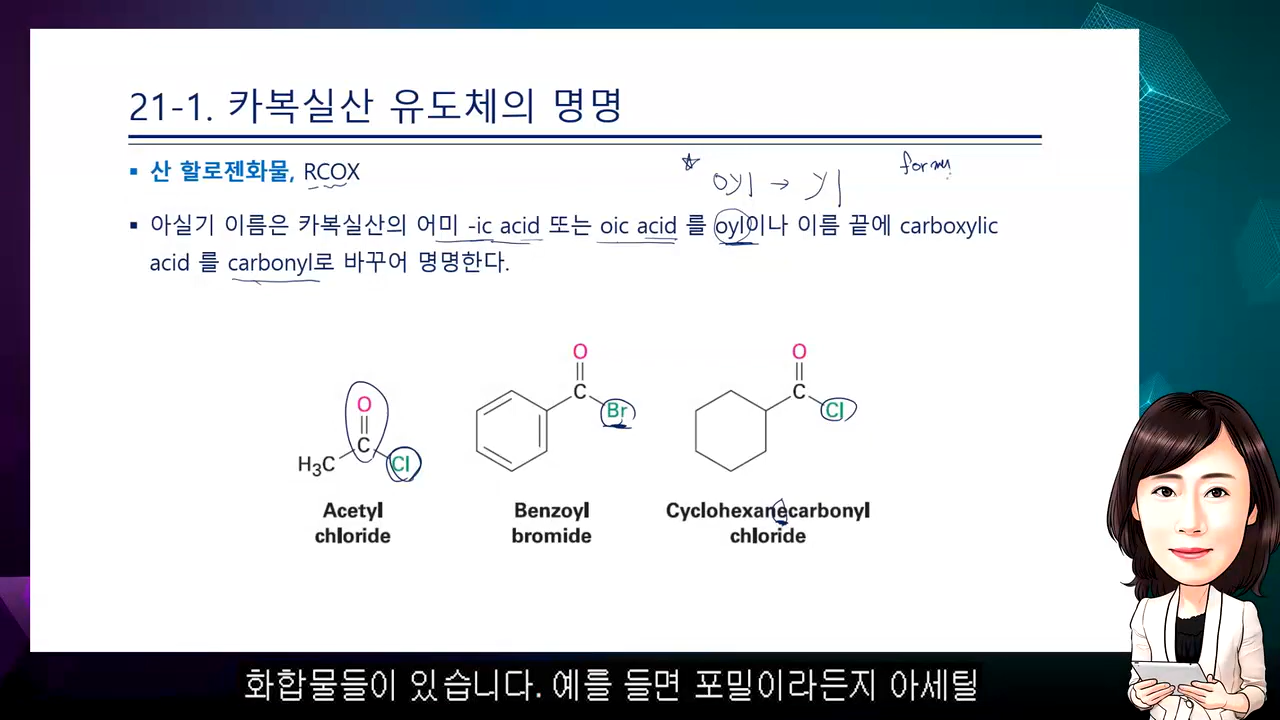 21-1. 카복실산 유도체의 명명
▪ 산 할로젠화물, RCOX
☆ oyl → yl
formy
▪ 아실기 이름은 카복실산의 어미 -ic acid 또는 oic acid 를 oyl이나 이름 끝에 carboxylic
acid 를 carbonyl로 바꾸어 명명한다.
O
C
H₃C
Cl
O
C
Br
O
C
Cl
Acetyl
chloride
Benzoyl
bromide
Cyclohexanecarbonyl
chloride
화합물들이 있습니다. 예를 들면 포밀이라든지 아세틸